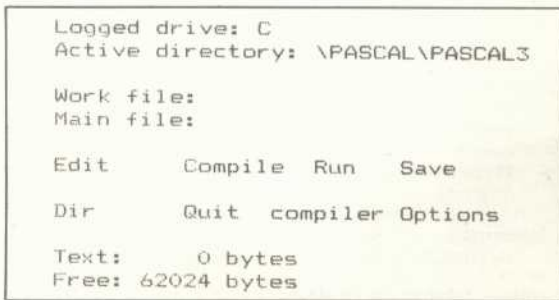 Logged drive: C
Active directory: \PASCAL\PASCAL3
Work file:
Main file:
Edit Compile Run Save
Dir Quit compiler Options
Text: 0 bytes
Free: 62024 bytes